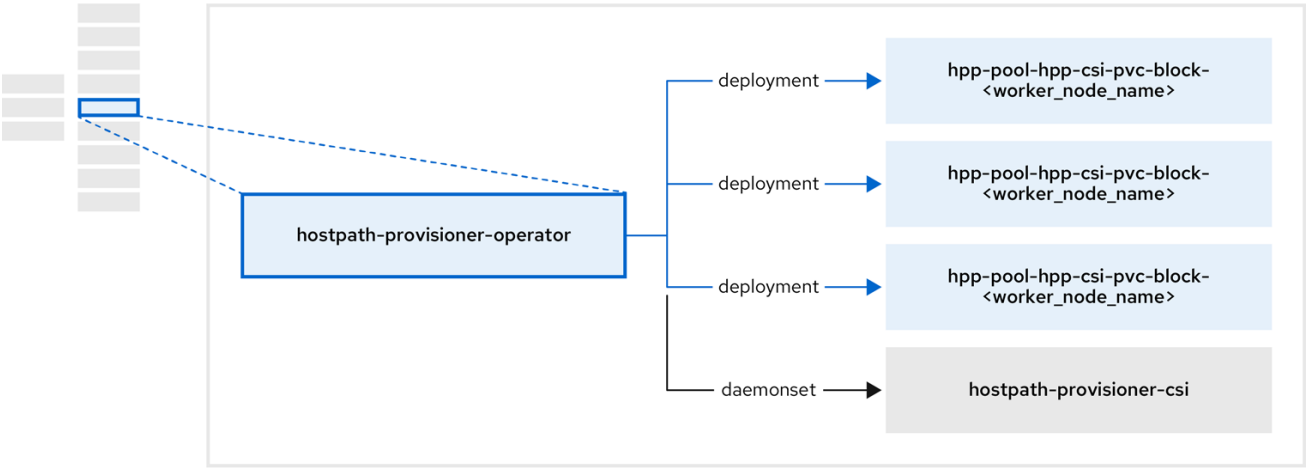 deployment
hpp-pool-hpp-csi-pvc-block-
<worker_node_name>
deployment
hpp-pool-hpp-csi-pvc-block-
<worker_node_name>
hostpath-provisioner-operator
deployment
hpp-pool-hpp-csi-pvc-block-
<worker_node_name>
daemonset
hostpath-provisioner-csi